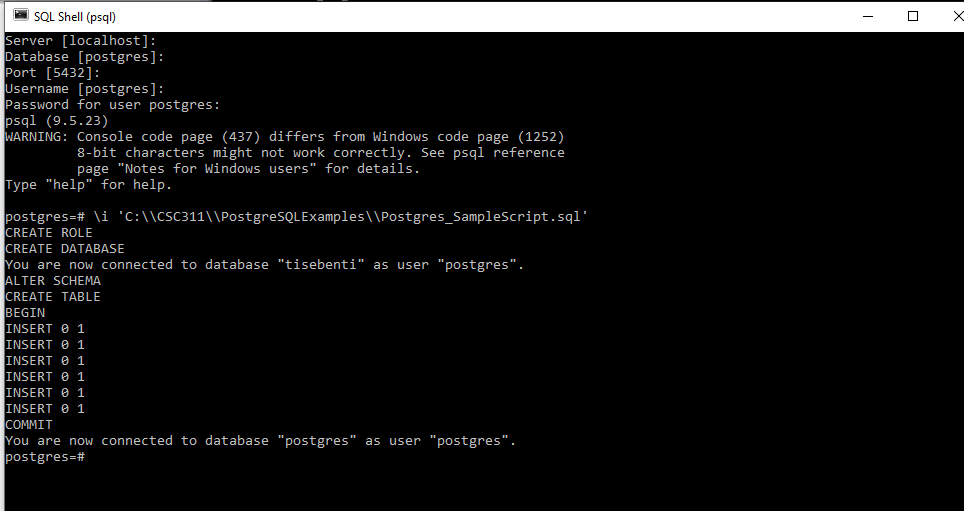 SQL Shell (psql)
Server [localhost]:
Database [postgres]:
Port [5432]:
Username [postgres]:
Password for user postgres:
psql (9.5.23)
WARNING: Console code page (437) differs from Windows code page (1252)
         8-bit characters might not work correctly. See psql reference
         page "Notes for Windows users" for details.
Type "help" for help.

postgres=# \i 'C:\\CSC311\\PostgreSQLExamples\\Postgres_SampleScript.sql'
CREATE ROLE
CREATE DATABASE
You are now connected to database "tisebenti" as user "postgres".
ALTER SCHEMA
CREATE TABLE
BEGIN
INSERT 0 1
INSERT 0 1
INSERT 0 1
INSERT 0 1
INSERT 0 1
INSERT 0 1
COMMIT
You are now connected to database "postgres" as user "postgres".
postgres=#